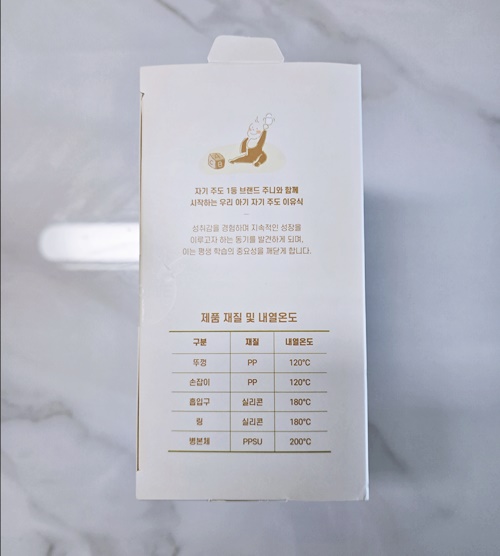 자기 주도 1등 브랜드 주니와 함께
시작하는 우리 아기 자기 주도 이유식
성취감을 경험하며 지속적인 성장을
이루고자 하는 동기를 발견하게 되며,
이는 평생 학습의 중요성을 깨닫게 합니다.
제품 재질 및 내열온도
구분 재질 내열온도
뚜껑 PP 120℃
손잡이 PP 120℃
흡입구 실리콘 180℃
링 실리콘 180℃
병본체 PPSU 200℃